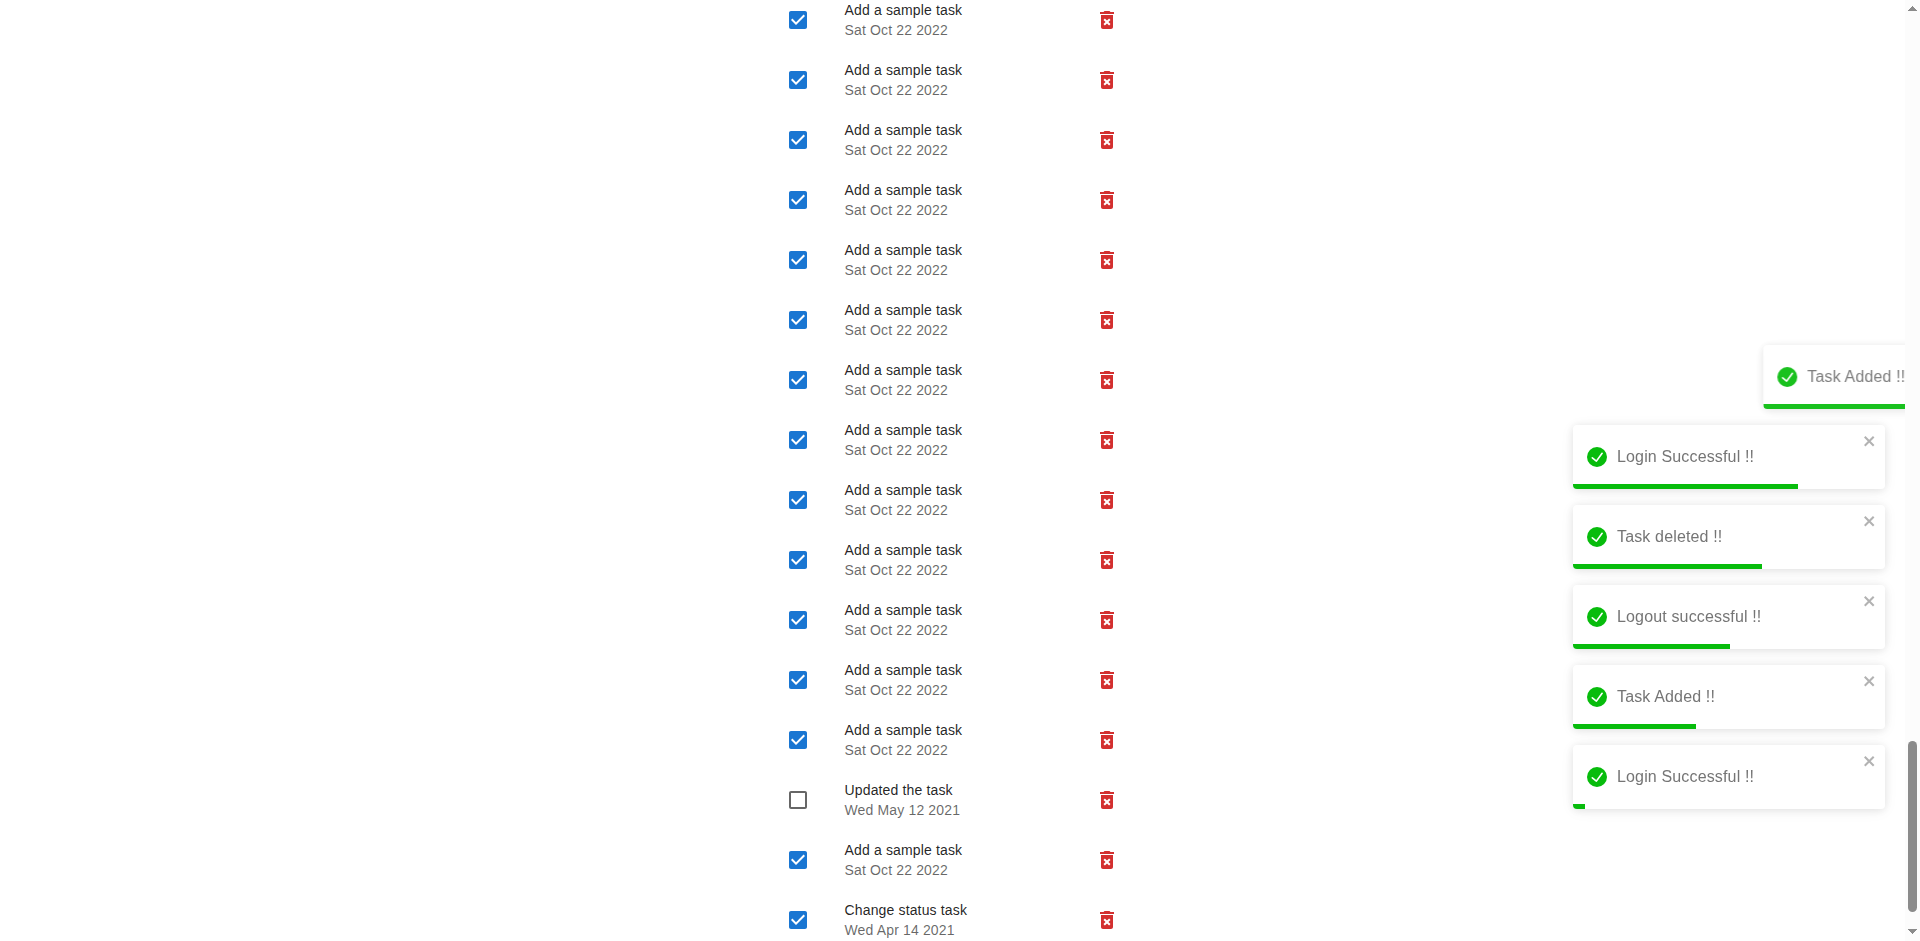 Add a sample task
Sat Oct 22 2022
Add a sample task
Sat Oct 22 2022
Add a sample task
Sat Oct 22 2022
Add a sample task
Sat Oct 22 2022
Add a sample task
Sat Oct 22 2022
Add a sample task
Sat Oct 22 2022
Add a sample task
Sat Oct 22 2022
Add a sample task
Sat Oct 22 2022
Add a sample task
Sat Oct 22 2022
Add a sample task
Sat Oct 22 2022
Add a sample task
Sat Oct 22 2022
Add a sample task
Sat Oct 22 2022
Add a sample task
Sat Oct 22 2022
Updated the task
Wed May 12 2021
Add a sample task
Sat Oct 22 2022
Change status task
Wed Apr 14 2021
Task Added !!
Login Successful !!
Task deleted !!
Logout successful !!
Task Added !!
Login Successful !!